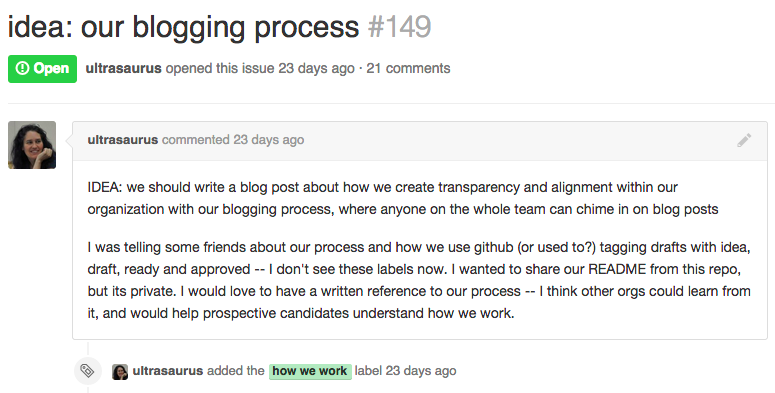 idea: our blogging process #149
Open ultrasaurus opened this issue 23 days ago · 21 comments
ultrasaurus commented 23 days ago
IDEA: we should write a blog post about how we create transparency and alignment within our
organization with our blogging process, where anyone on the whole team can chime in on blog posts
I was telling some friends about our process and how we use github (or used to?) tagging drafts with idea,
draft, ready and approved -- I don't see these labels now. I wanted to share our README from this repo,
but its private. I would love to have a written reference to our process -- I think other orgs could learn from
it, and would help prospective candidates understand how we work.
ultrasaurus added the how we work label 23 days ago